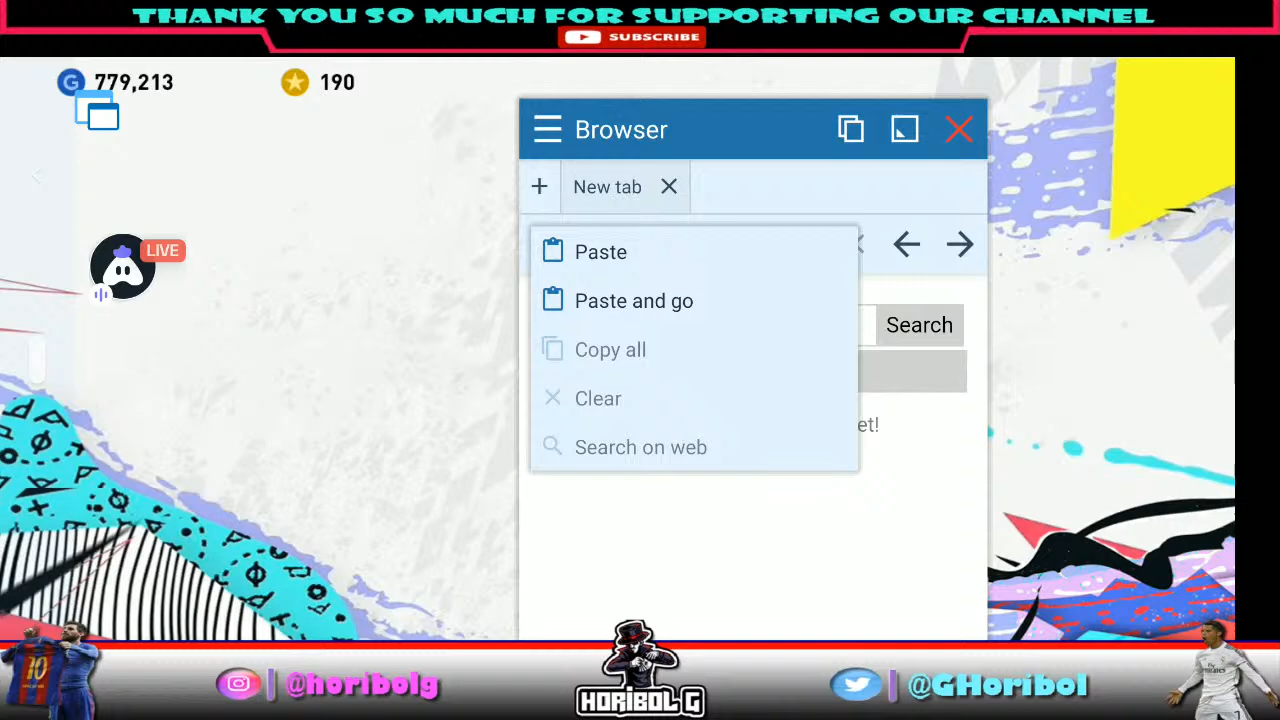 THANK YOU SO MUCH FOR SUPPORTING OUR CHANNEL
SUBSCRIBE
G 779,213 190
Browser
New tab
LIVE
Paste
Paste and go
Search
Copy all
Clear
et!
Search on web
10
@horibolg
HORIBOL G
@GHoribol